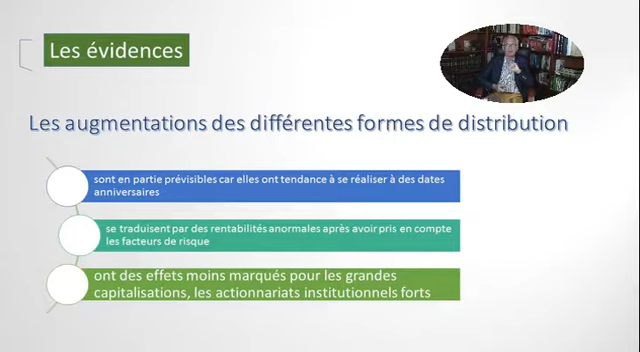 Les évidences
Les augmentations des différentes formes de distribution
sont en partie prévisibles car elles ont tendance à se réaliser à des dates
anniversaires
se traduisent par des rentabilités anormales après avoir pris en compte
les facteurs de risque
ont des effets moins marqués pour les grandes
capitalisations, les actionnariats institutionnels forts